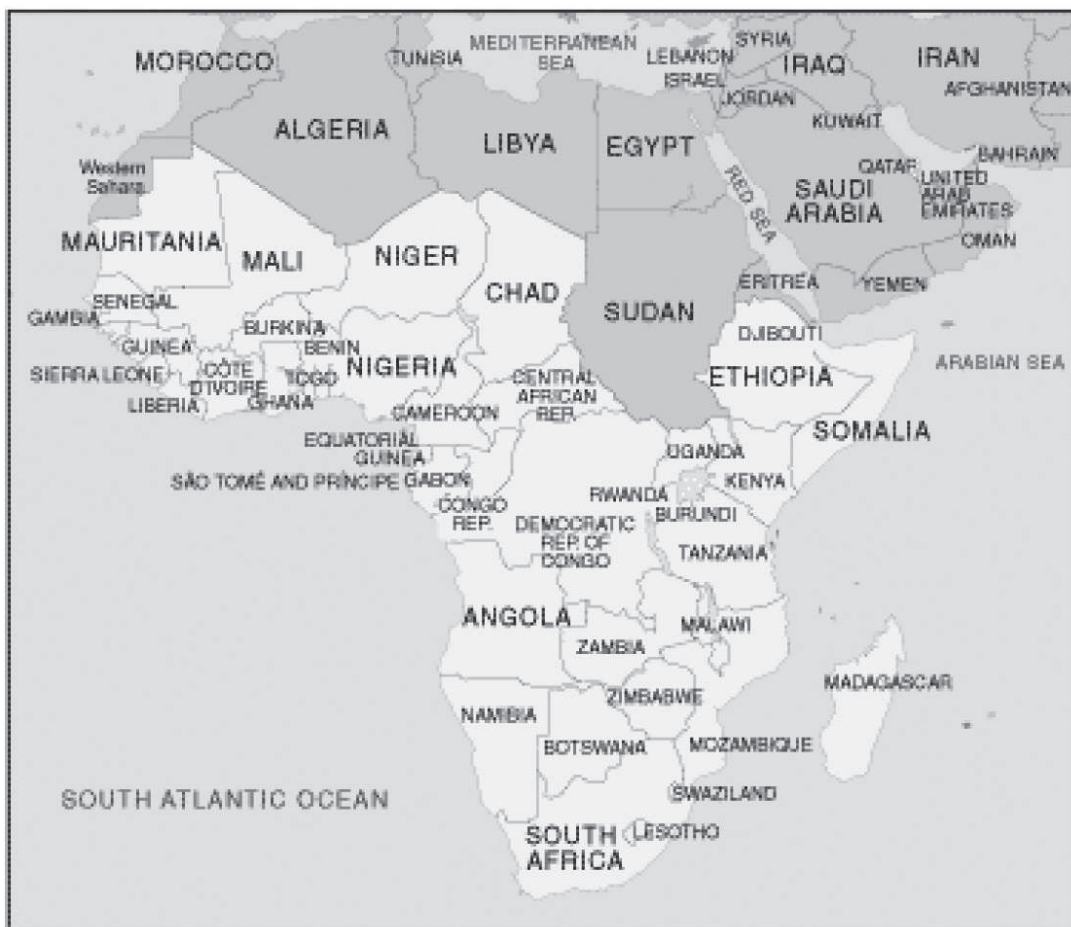 MOROCCO
TUNISIA
MEDITERRANEAN
SEA
LEBANON
SYRIA
ISRAEL
IRAQ
IRAN
AFGHANISTAN
JORDAN
KUWAIT
ALGERIA
LIBYA
EGYPT
BAHRAIN
QATAR
UNITED
ARAB
EMIRATES
Western
Sahara
RED SEA
SAUDI
ARABIA
OMAN
MAURITANIA
MALI
NIGER
CHAD
SUDAN
ERITREA
YEMEN
SENEGAL
GAMBIA
BURKINA
DJIBOUTI
GUINEA
BENIN
NIGERIA
ARABIAN SEA
SIERRA LEONE
CÔTE
D'IVOIRE
TOGO
CENTRAL
AFRICAN
REP.
ETHIOPIA
LIBERIA
GHANA
CAMEROON
SOMALIA
EQUATORIAL
GUINEA
UGANDA
SÃO TOMÉ AND PRÍNCIPE
GABON
KENYA
RWANDA
CONGO
REP.
BURUNDI
DEMOCRATIC
REP. OF
CONGO
TANZANIA
ANGOLA
MALAWI
ZAMBIA
MADAGASCAR
ZIMBABWE
NAMIBIA
BOTSWANA
MOZAMBIQUE
SOUTH ATLANTIC OCEAN
SWAZILAND
SOUTH
AFRICA
LESOTHO